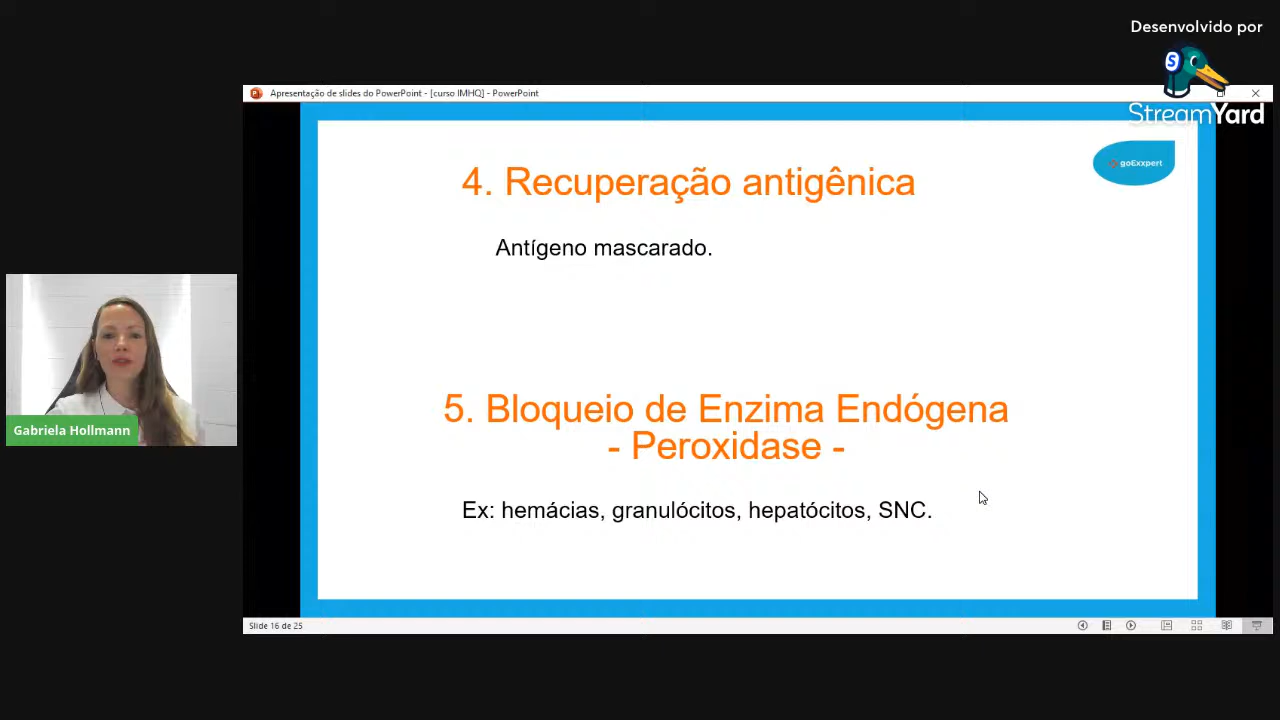 Desenvolvido por
StreamYard
Apresentação de slides do PowerPoint - [curso IMHQ] - PowerPoint
goExxpert
4. Recuperação antigênica
Antígeno mascarado.
5. Bloqueio de Enzima Endógena
- Peroxidase -
Ex: hemácias, granulócitos, hepatócitos, SNC.
Gabriela Hollmann
Slide 16 de 25